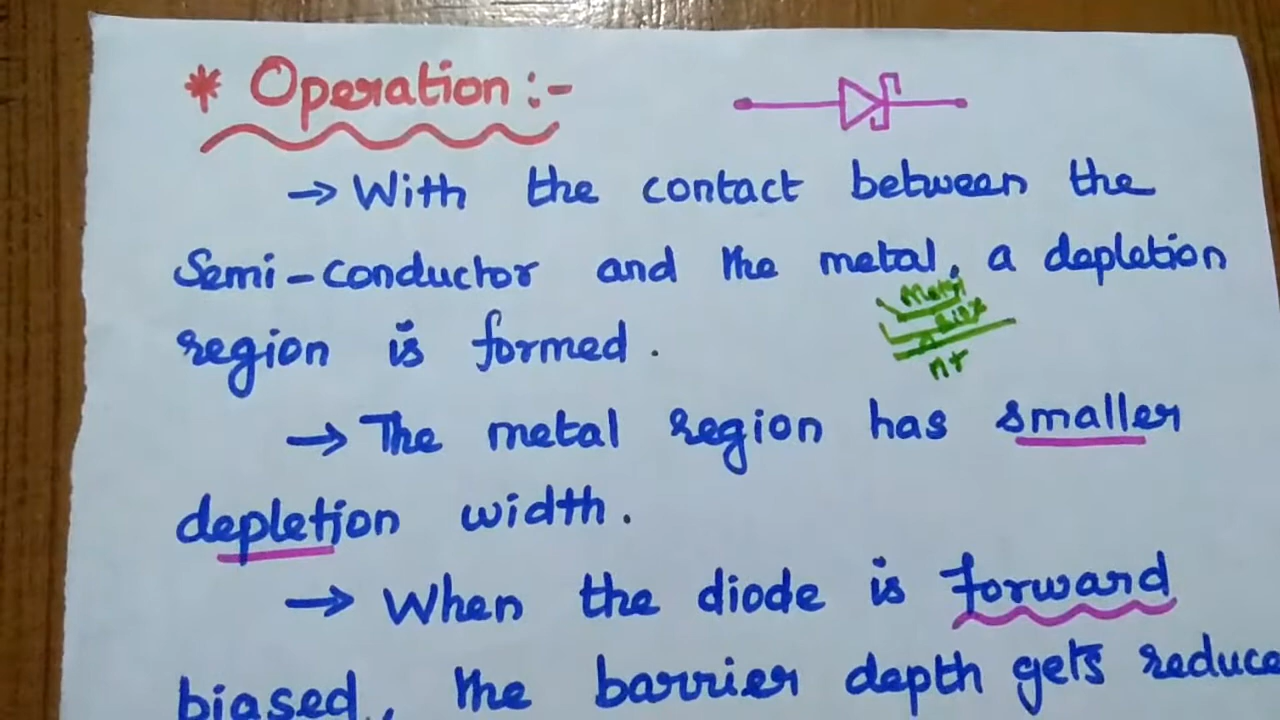 * Operation :-
→ With the contact between the
Semi-conductor and the metal, a depletion
region is formed.
Metal
n+
→ The metal region has smaller
depletion width.
→ When the diode is forward
biased, the barrier depth gets reduce